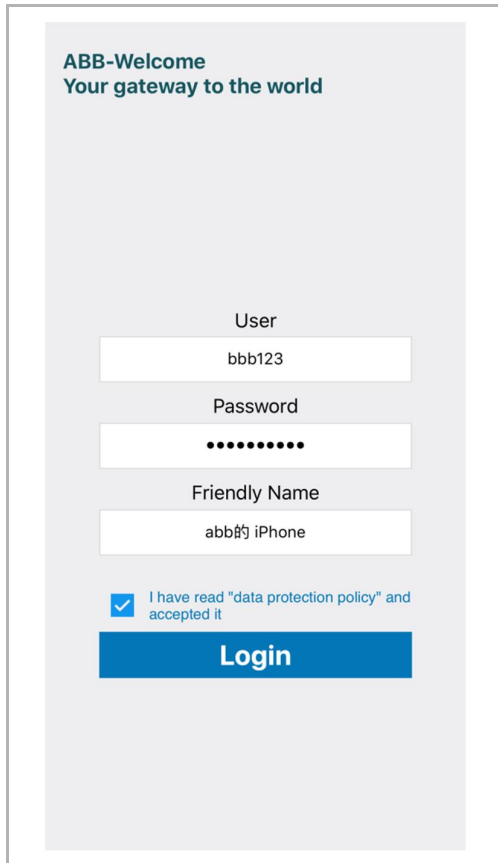 ABB-Welcome
Your gateway to the world
User
bbb123
Password
••••••••••
Friendly Name
abb的 iPhone
I have read "data protection policy" and
accepted it
Login